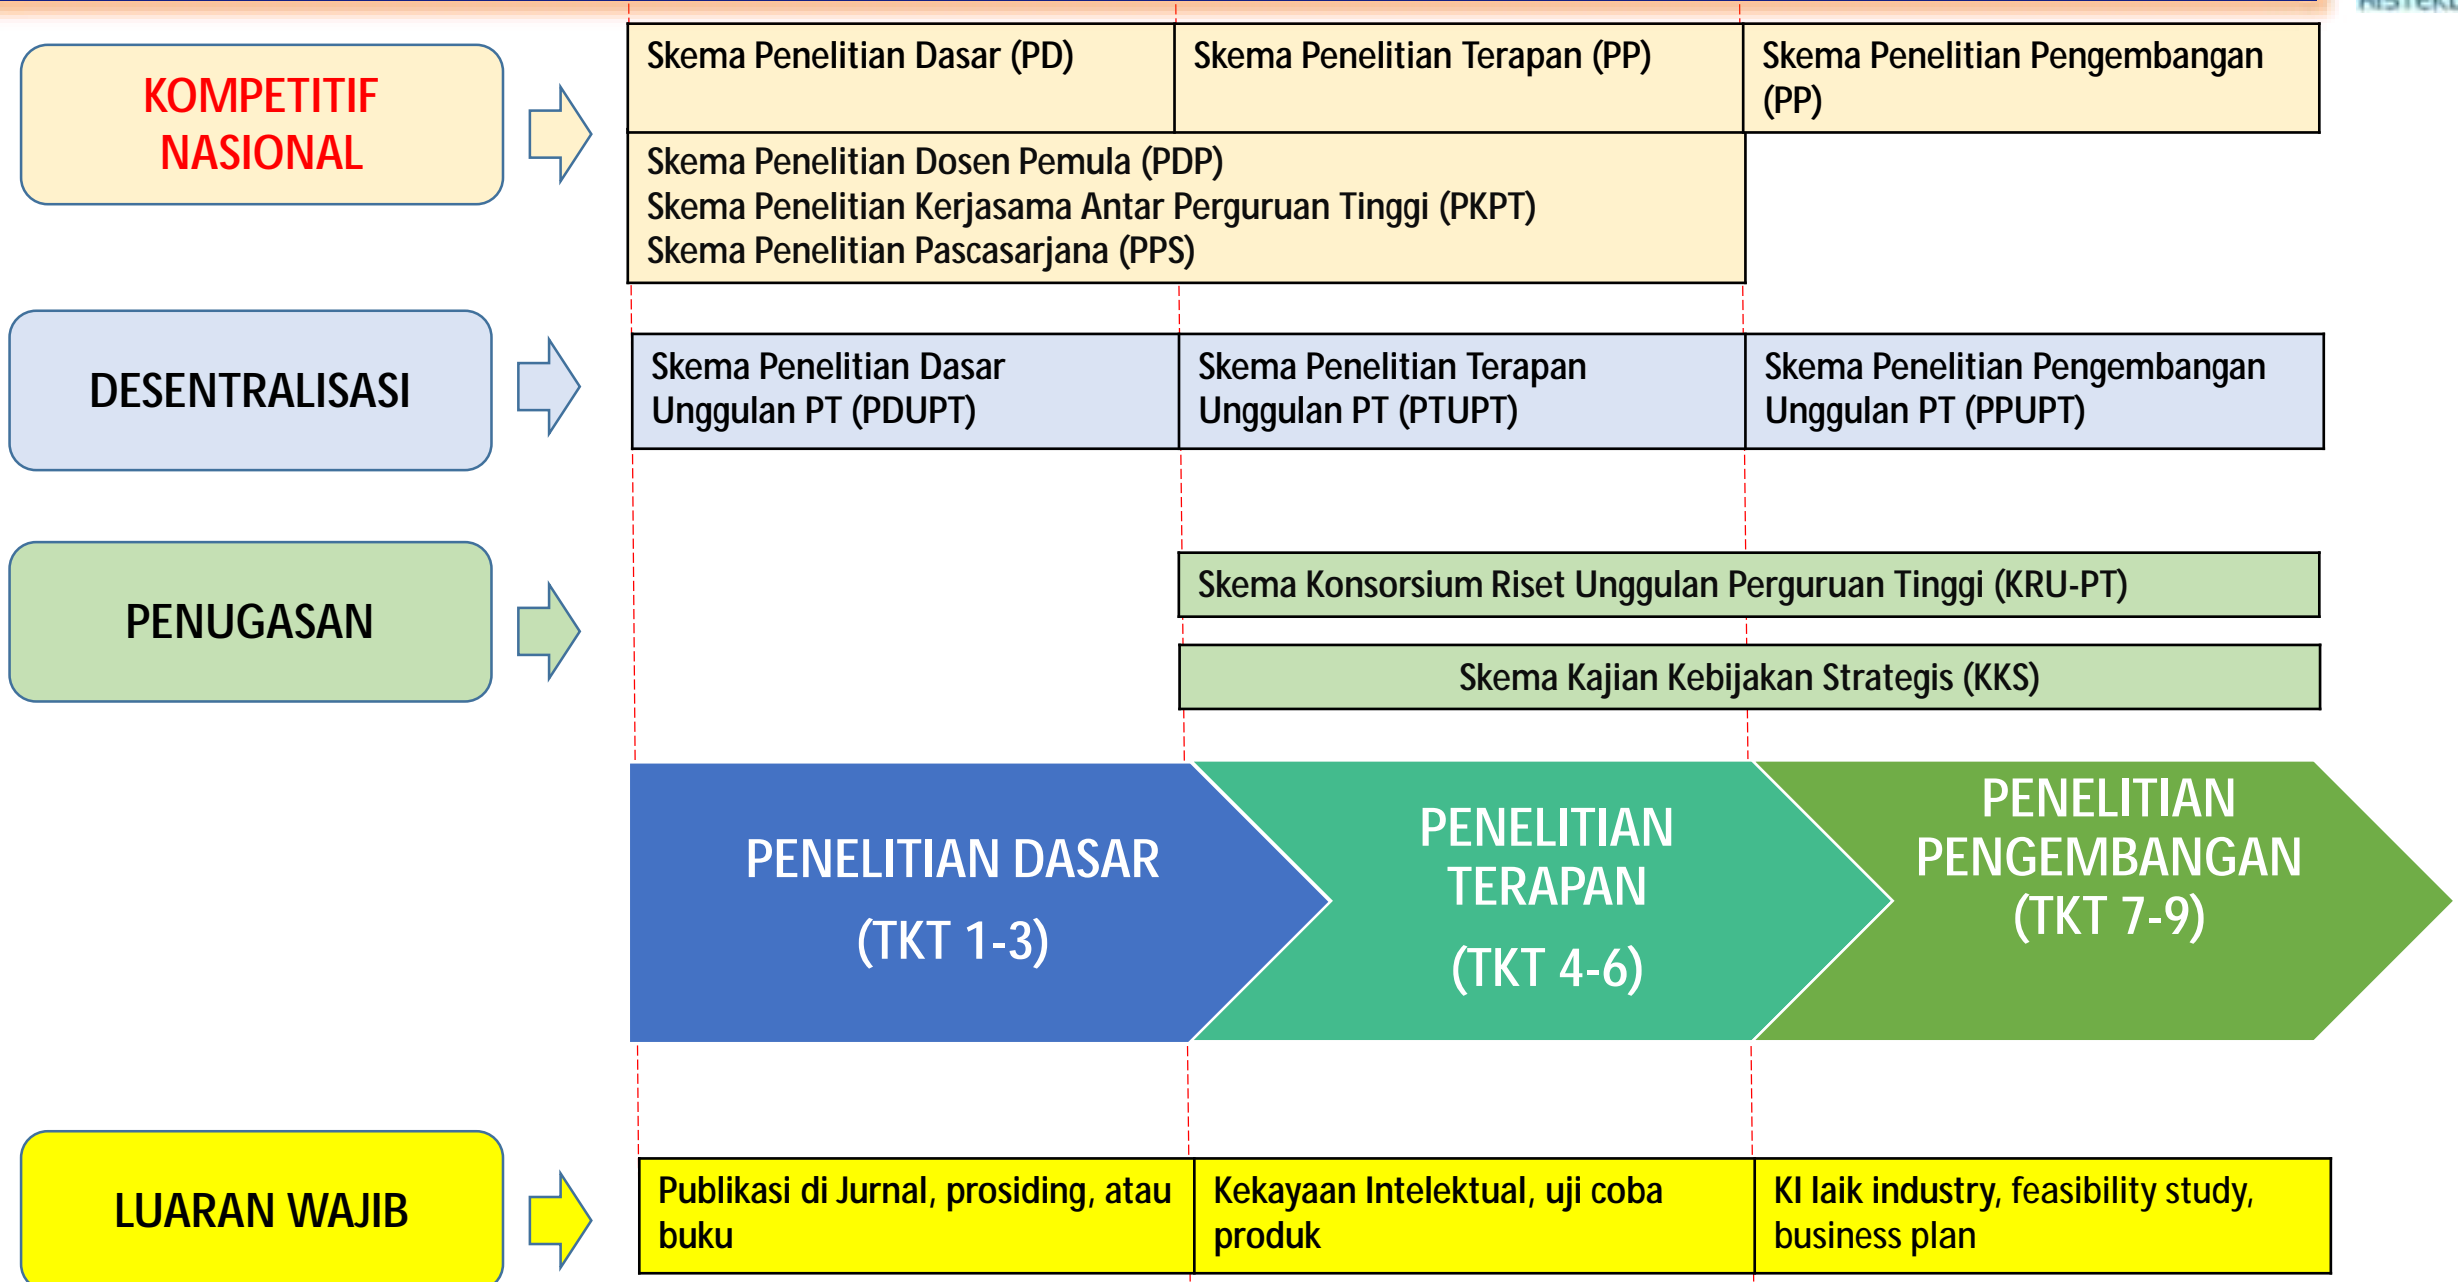 KOMPETITIF
NASIONAL
Skema Penelitian Dasar (PD)
Skema Penelitian Terapan (PP)
Skema Penelitian Pengembangan
(PP)
Skema Penelitian Dosen Pemula (PDP)
Skema Penelitian Kerjasama Antar Perguruan Tinggi (PKPT)
Skema Penelitian Pascasarjana (PPS)
DESENTRALISASI
Skema Penelitian Dasar
Unggulan PT (PDUPT)
Skema Penelitian Terapan
Unggulan PT (PTUPT)
Skema Penelitian Pengembangan
Unggulan PT (PPUPT)
PENUGASAN
Skema Konsorsium Riset Unggulan Perguruan Tinggi (KRU-PT)
Skema Kajian Kebijakan Strategis (KKS)
PENELITIAN DASAR
(TKT 1-3)
PENELITIAN
TERAPAN
(TKT 4-6)
PENELITIAN
PENGEMBANGAN
(TKT 7-9)
LUARAN WAJIB
Publikasi di Jurnal, prosiding, atau
buku
Kekayaan Intelektual, uji coba
produk
KI laik industry, feasibility study,
business plan